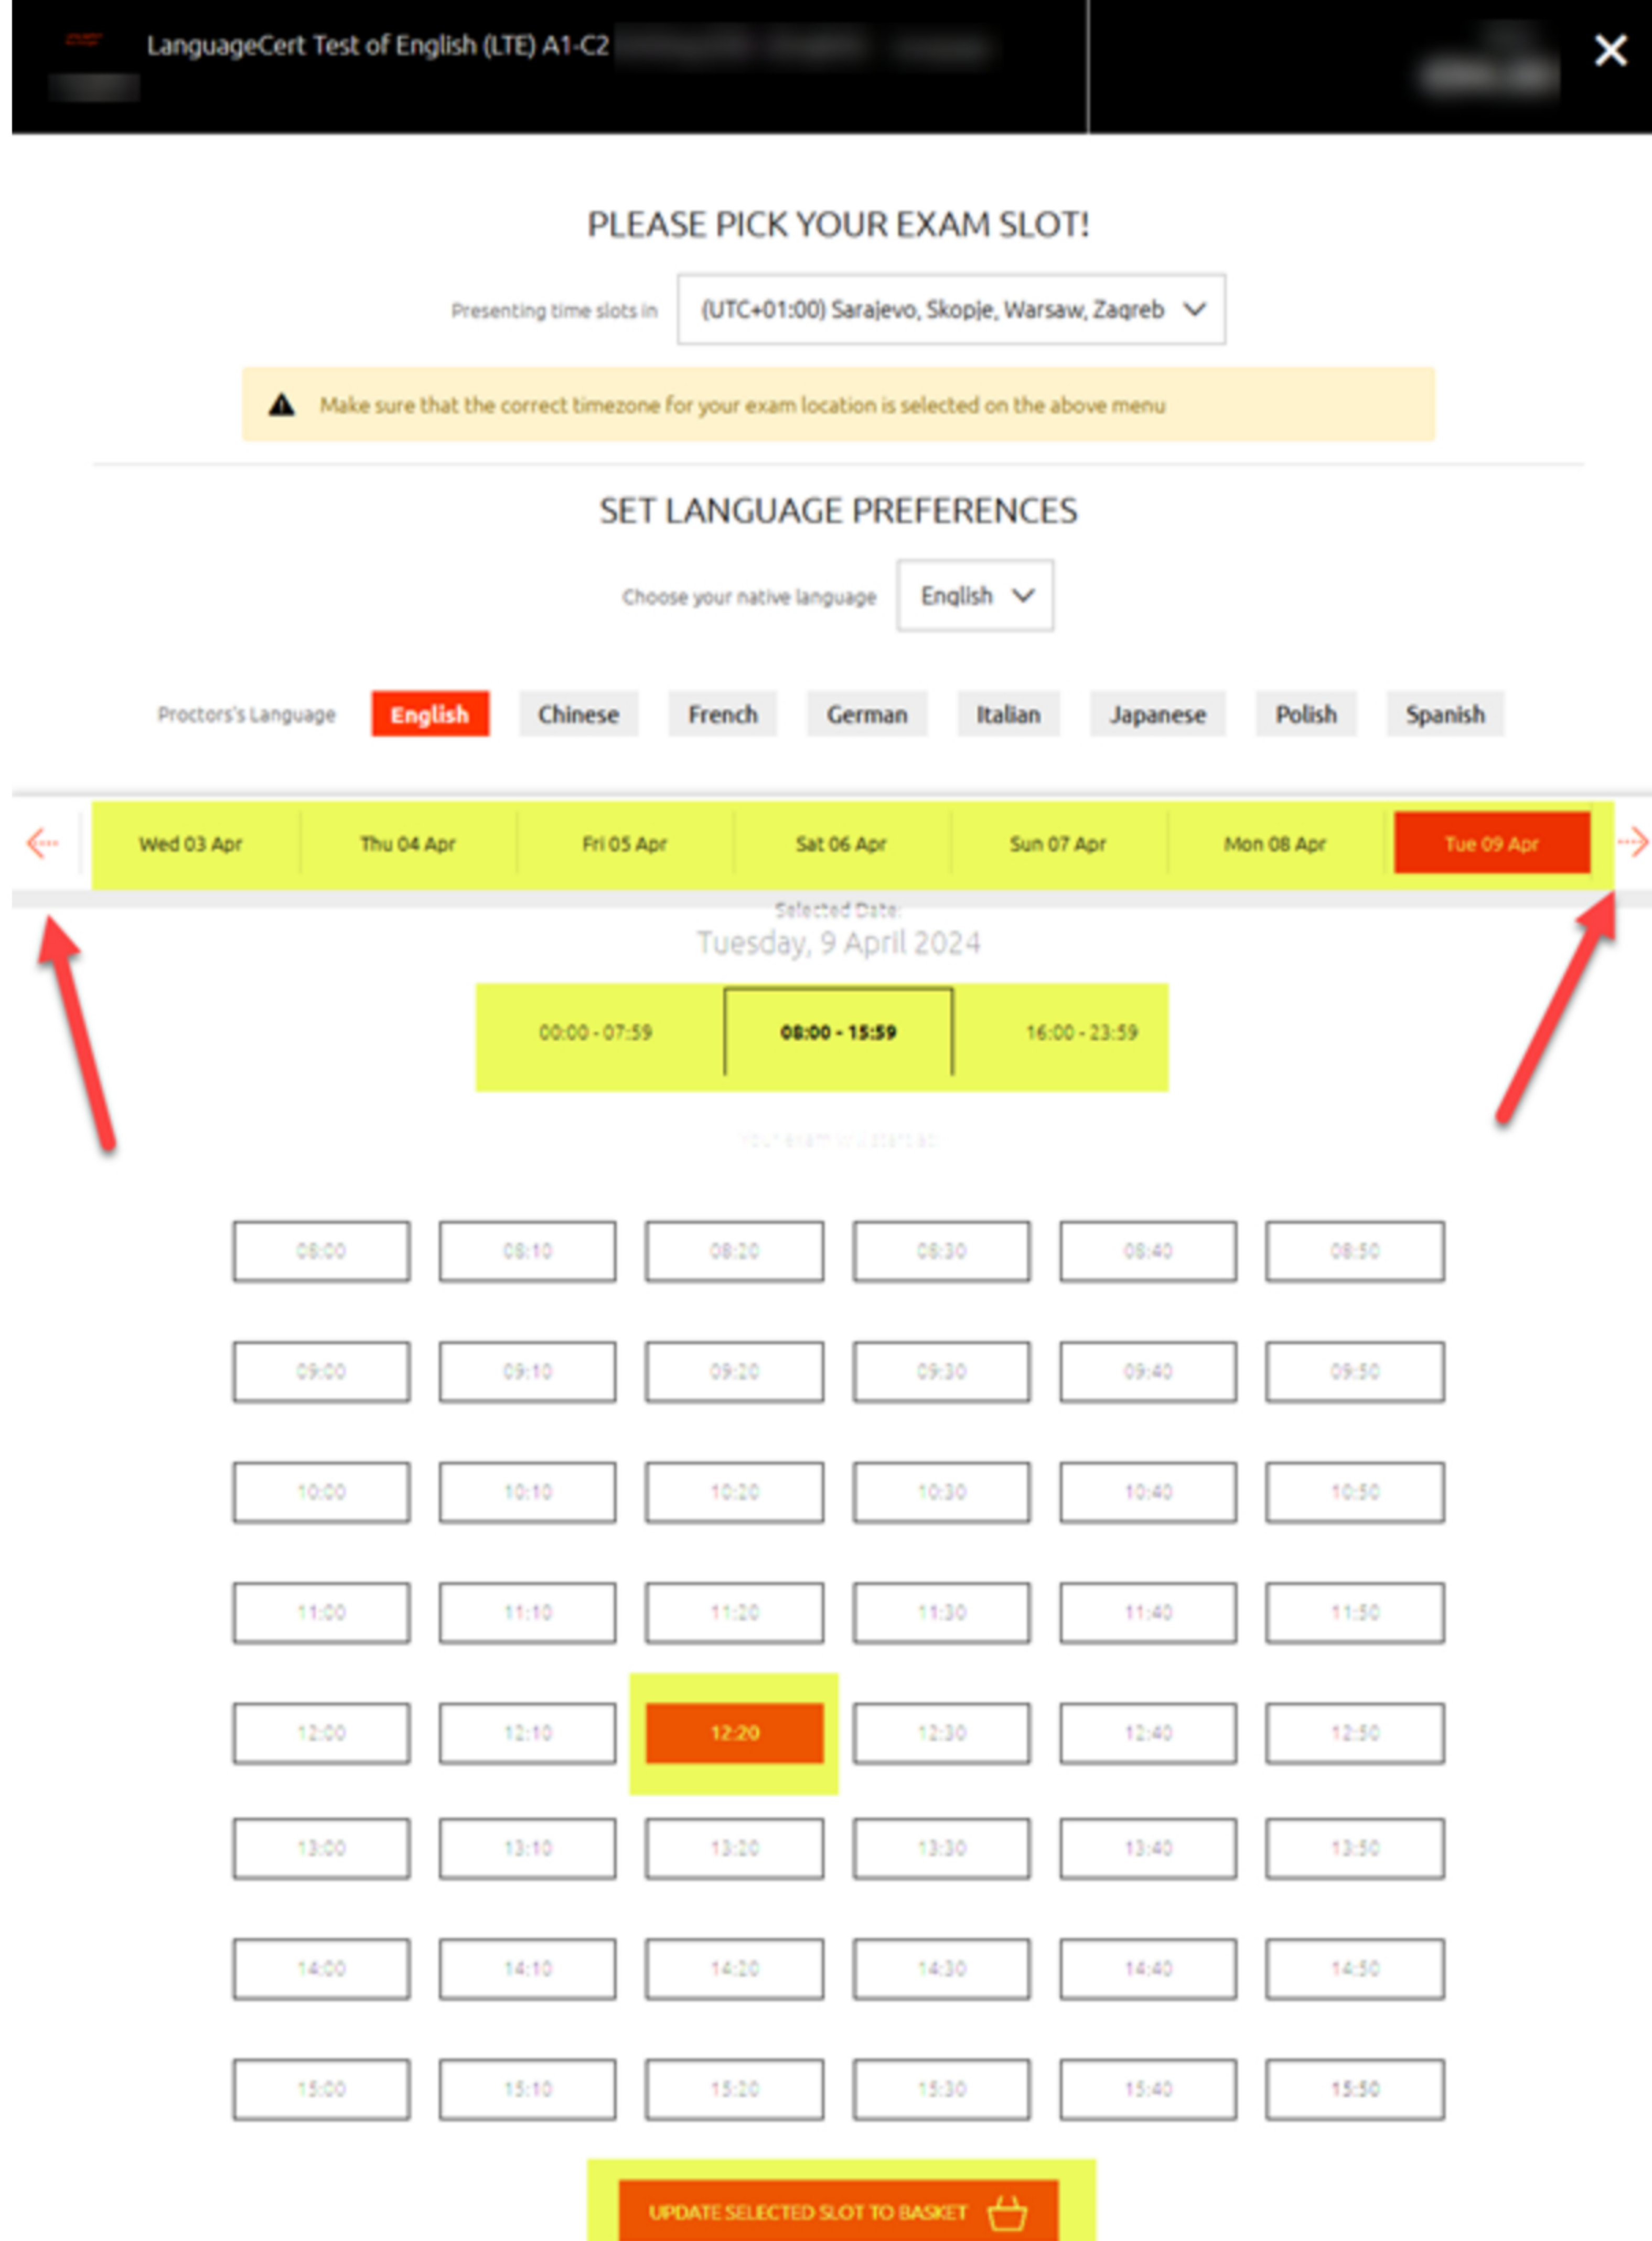 LanguageCert Test of English (LTE) A1-C2
PLEASE PICK YOUR EXAM SLOT!
Presenting time slots in (UTC+01:00) Sarajevo, Skopje, Warsaw, Zagreb
Make sure that the correct timezone for your exam location is selected on the above menu
SET LANGUAGE PREFERENCES
Choose your native language English
Proctors's Language English Chinese French German Italian Japanese Polish Spanish
Wed 03 Apr Thu 04 Apr Fri 05 Apr Sat 06 Apr Sun 07 Apr Mon 08 Apr Tue 09 Apr
Selected Date:
Tuesday, 9 April 2024
00:00 - 07:59 08:00 - 15:59 16:00 - 23:59
Your exam will start at:
08:00 08:10 08:20 08:30 08:40 08:50
09:00 09:10 09:20 09:30 09:40 09:50
10:00 10:10 10:20 10:30 10:40 10:50
11:00 11:10 11:20 11:30 11:40 11:50
12:00 12:10 12:20 12:30 12:40 12:50
13:00 13:10 13:20 13:30 13:40 13:50
14:00 14:10 14:20 14:30 14:40 14:50
15:00 15:10 15:20 15:30 15:40 15:50
UPDATE SELECTED SLOT TO BASKET